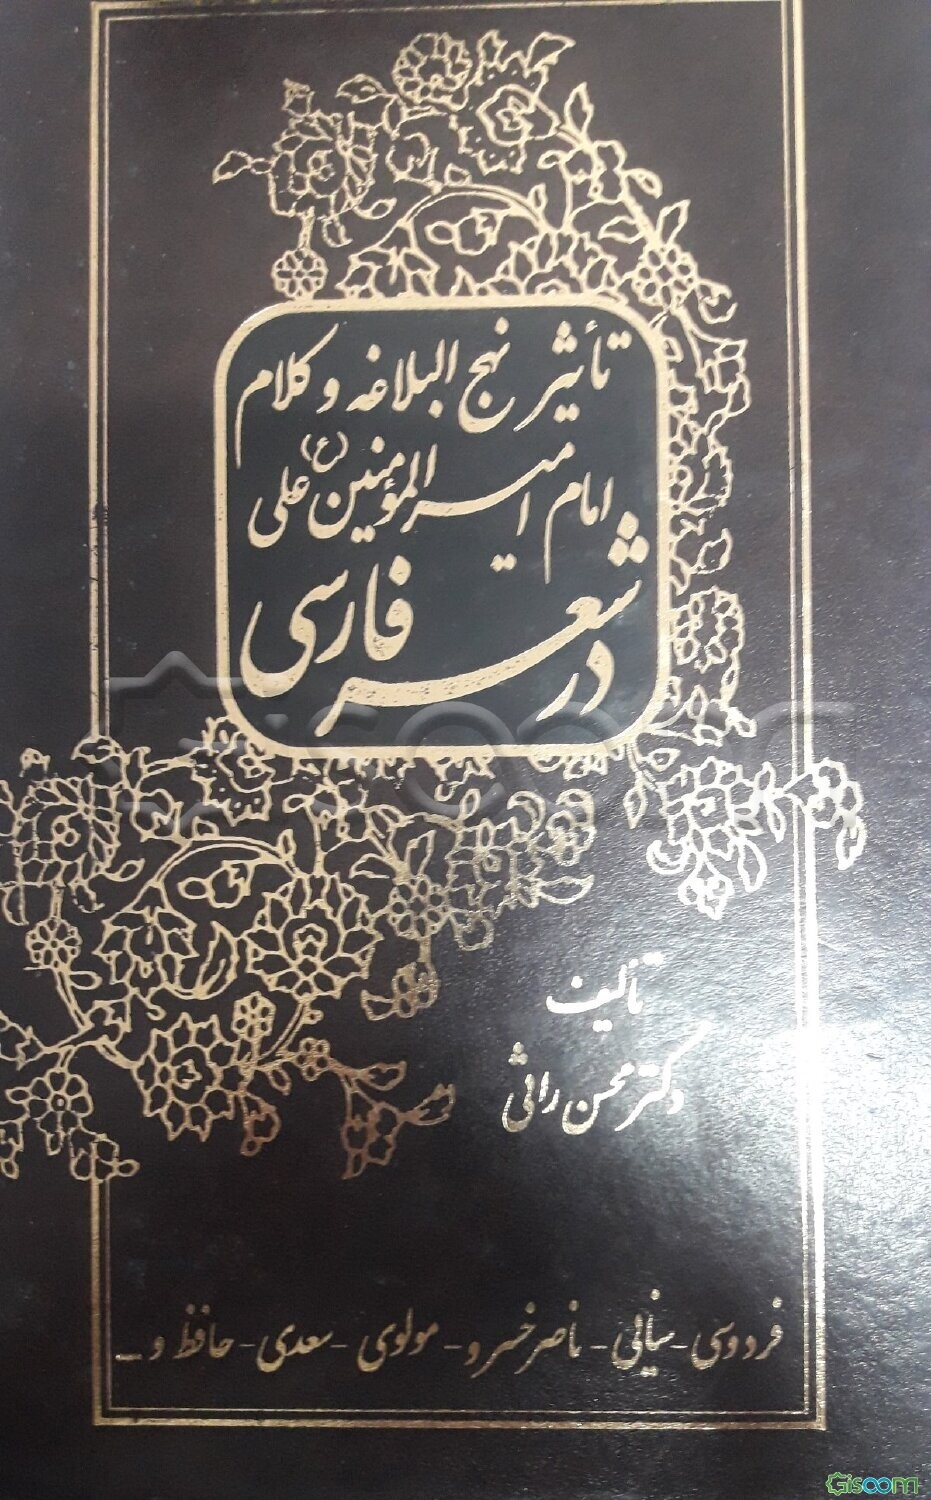 تأثیر نهج البلاغه و کلام
امام امیرالمؤمنین علی (ع)
در شعر فارسی
تألیف
دکتر محسن راثی
فردوسی - سنائی - ناصرخسرو - مولوی - سعدی - حافظ و ...
Gisoom
Gisoom